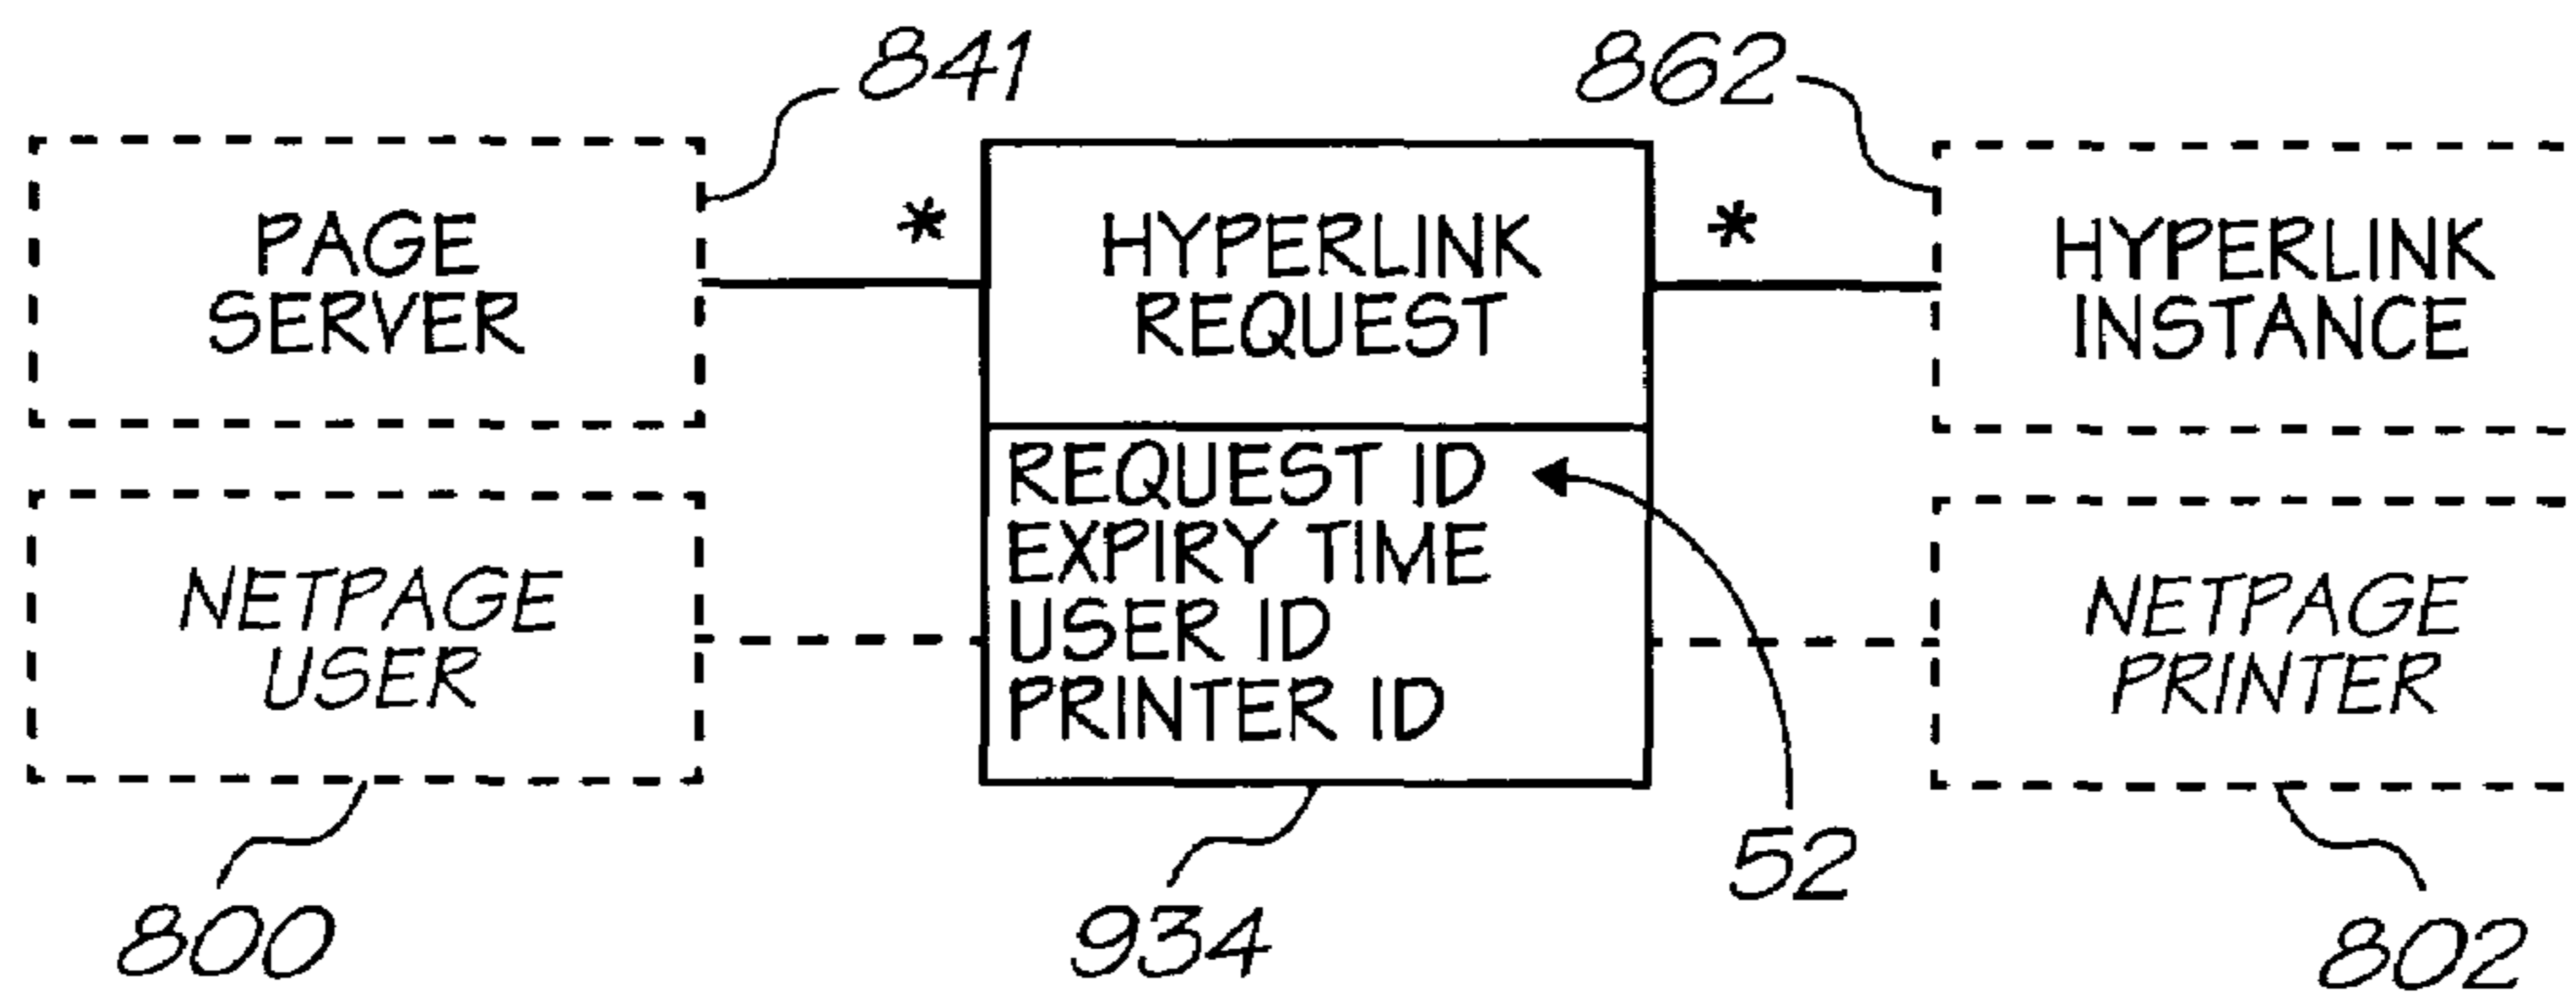 841
862
PAGE
SERVER
*
HYPERLINK
REQUEST
*
HYPERLINK
INSTANCE
NETPAGE
USER
REQUEST ID
EXPIRY TIME
USER ID
PRINTER ID
NETPAGE
PRINTER
52
800
934
802